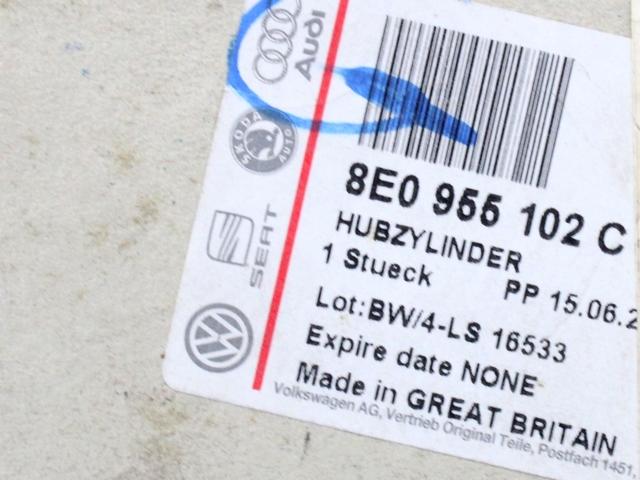 Audi
SKODA AUTO
SEAT
8E0 955 102 C
HUBZYLINDER
1 Stueck PP 15.06.2
Lot:BW/4-LS 16533
Expire date NONE
Made in GREAT BRITAIN
Volkswagen AG, Vertrieb Original Teile, Postfach 1451,